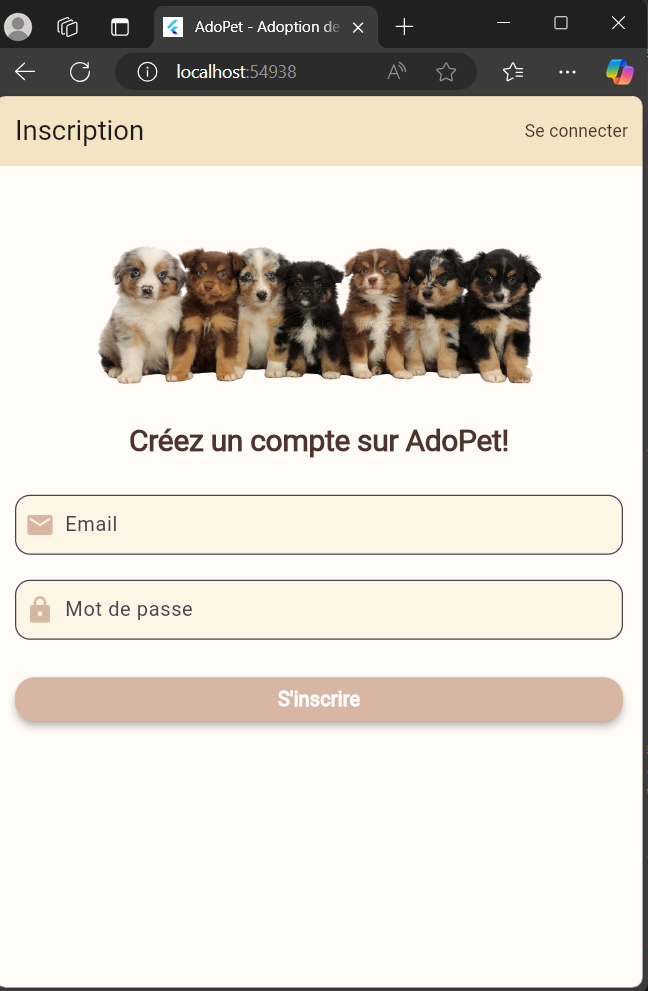 AdoPet - Adoption de
localhost:54938
Inscription
Se connecter
Créez un compte sur AdoPet!
Email
Mot de passe
S'inscrire